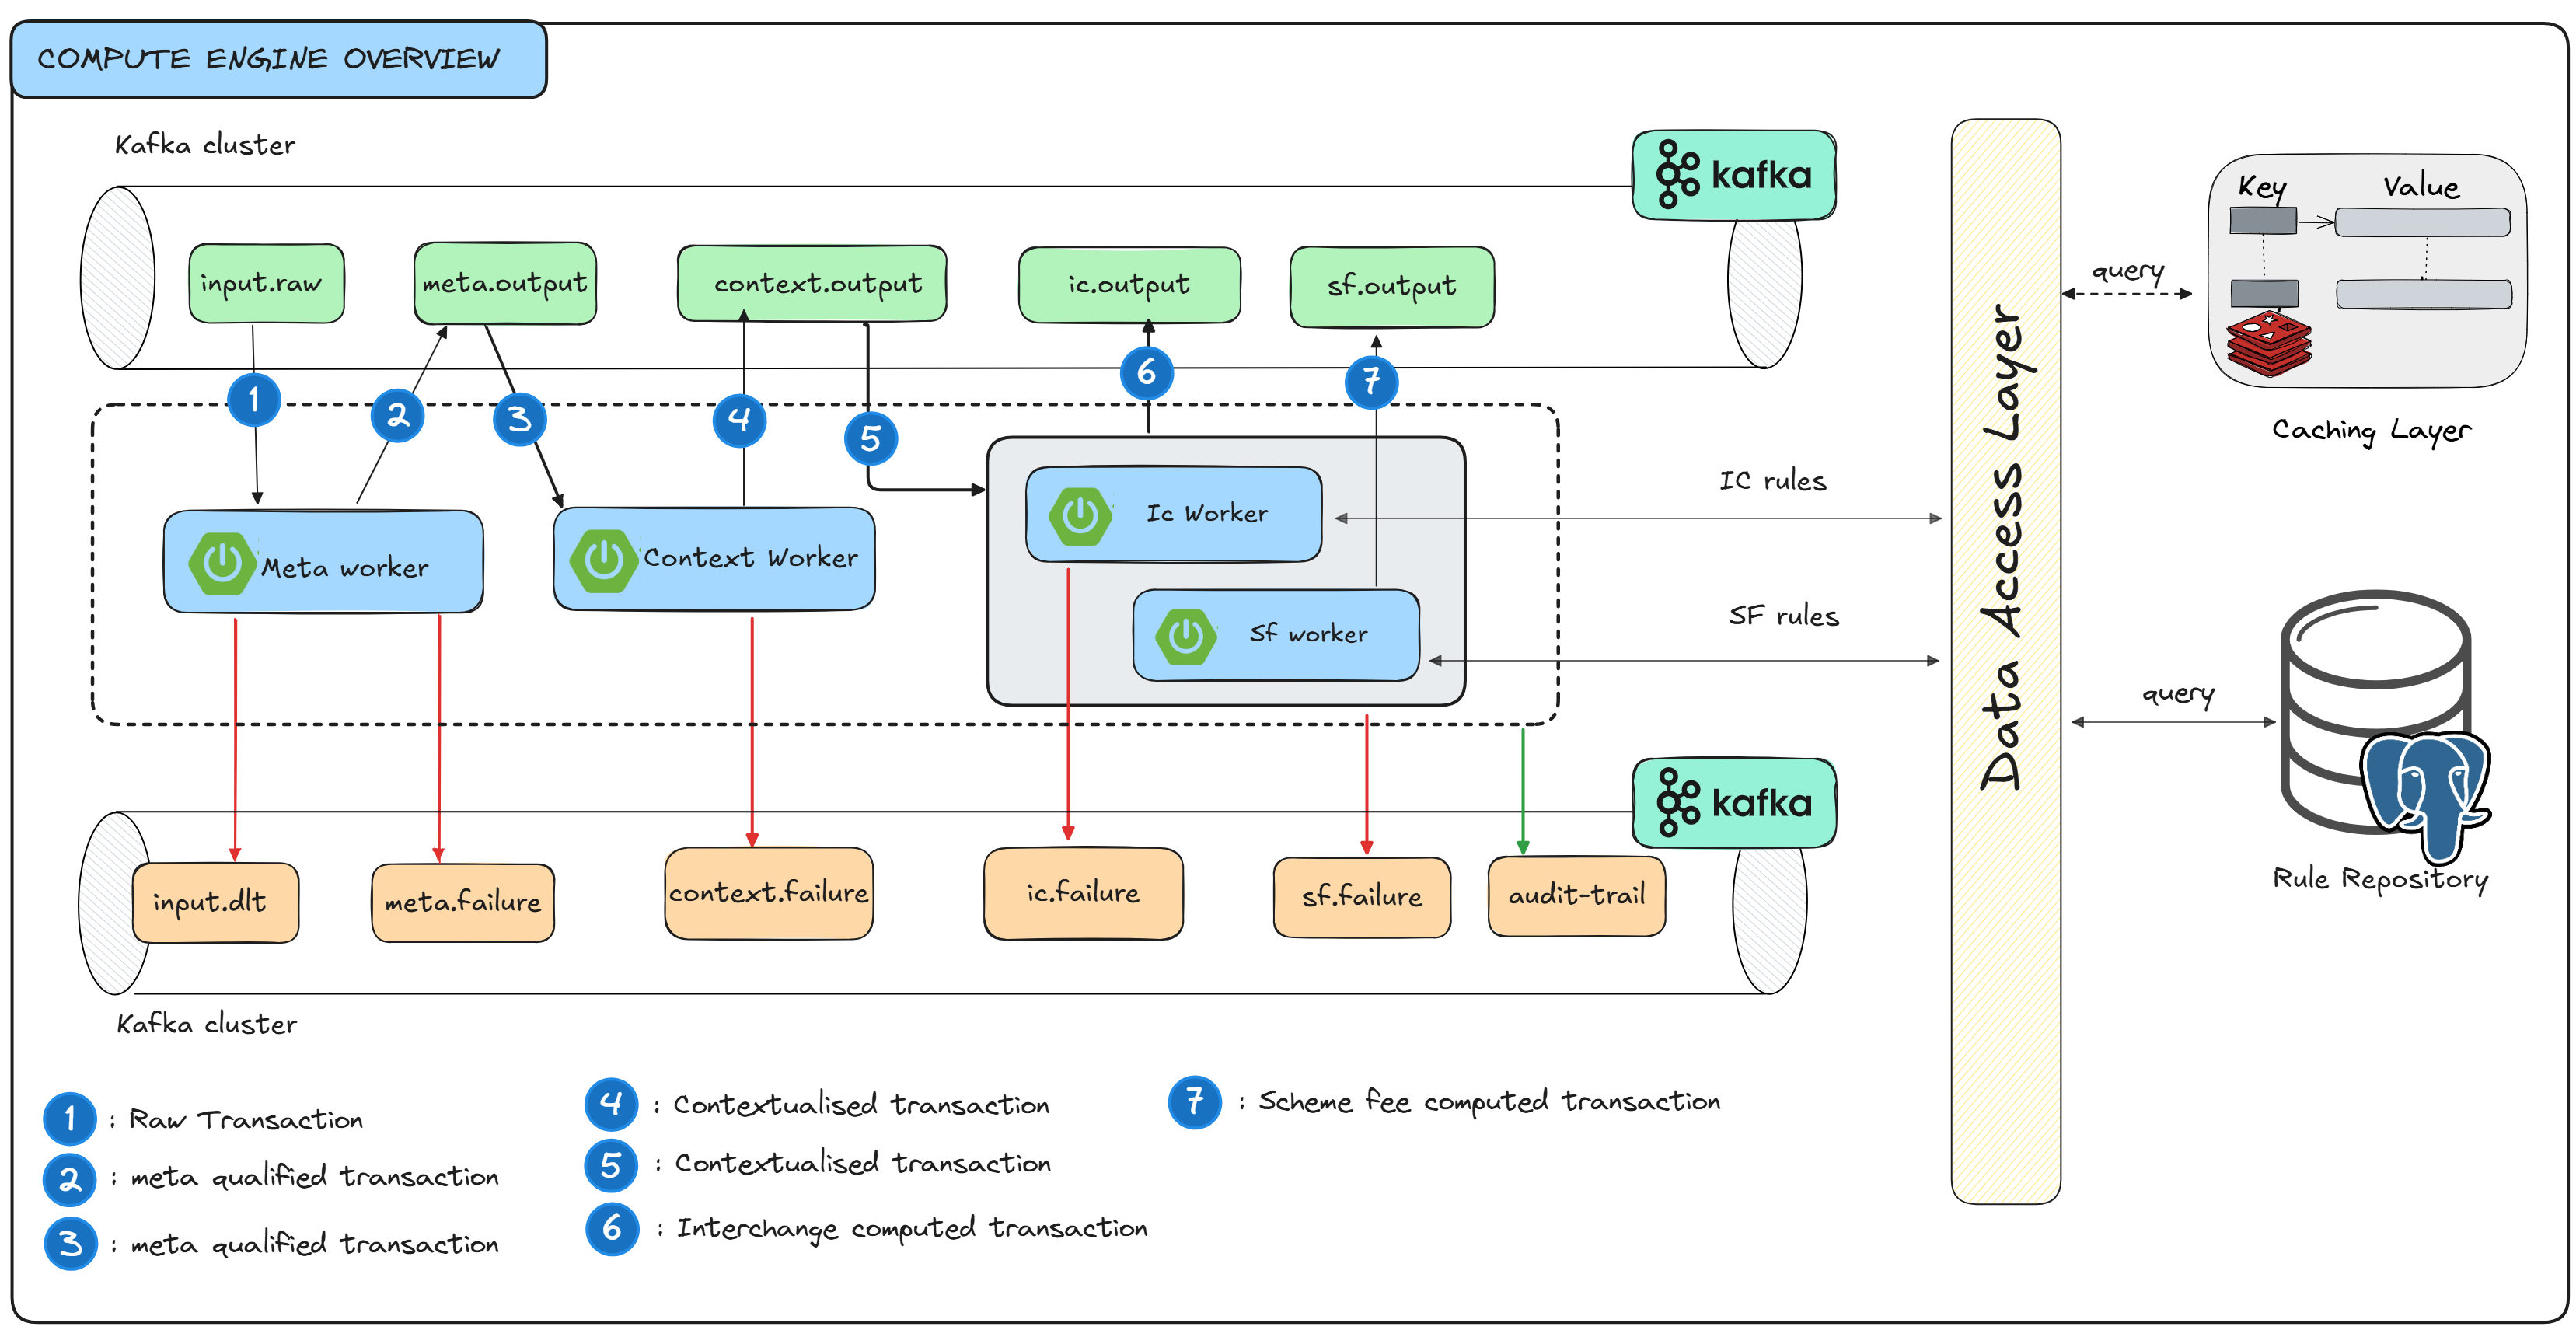 COMPUTE ENGINE OVERVIEW
Kafka cluster
kafka
input.raw
meta.output
context.output
ic.output
sf.output
1
2
3
4
5
6
7
Meta worker
Context Worker
Ic Worker
Sf worker
IC rules
SF rules
Data Access Layer
query
Key
Value
Caching Layer
query
Rule Repository
kafka
input.dlt
meta.failure
context.failure
ic.failure
sf.failure
audit-trail
Kafka cluster
1 : Raw Transaction
2 : meta qualified transaction
3 : meta qualified transaction
4 : Contextualised transaction
5 : Contextualised transaction
6 : Interchange computed transaction
7 : Scheme fee computed transaction